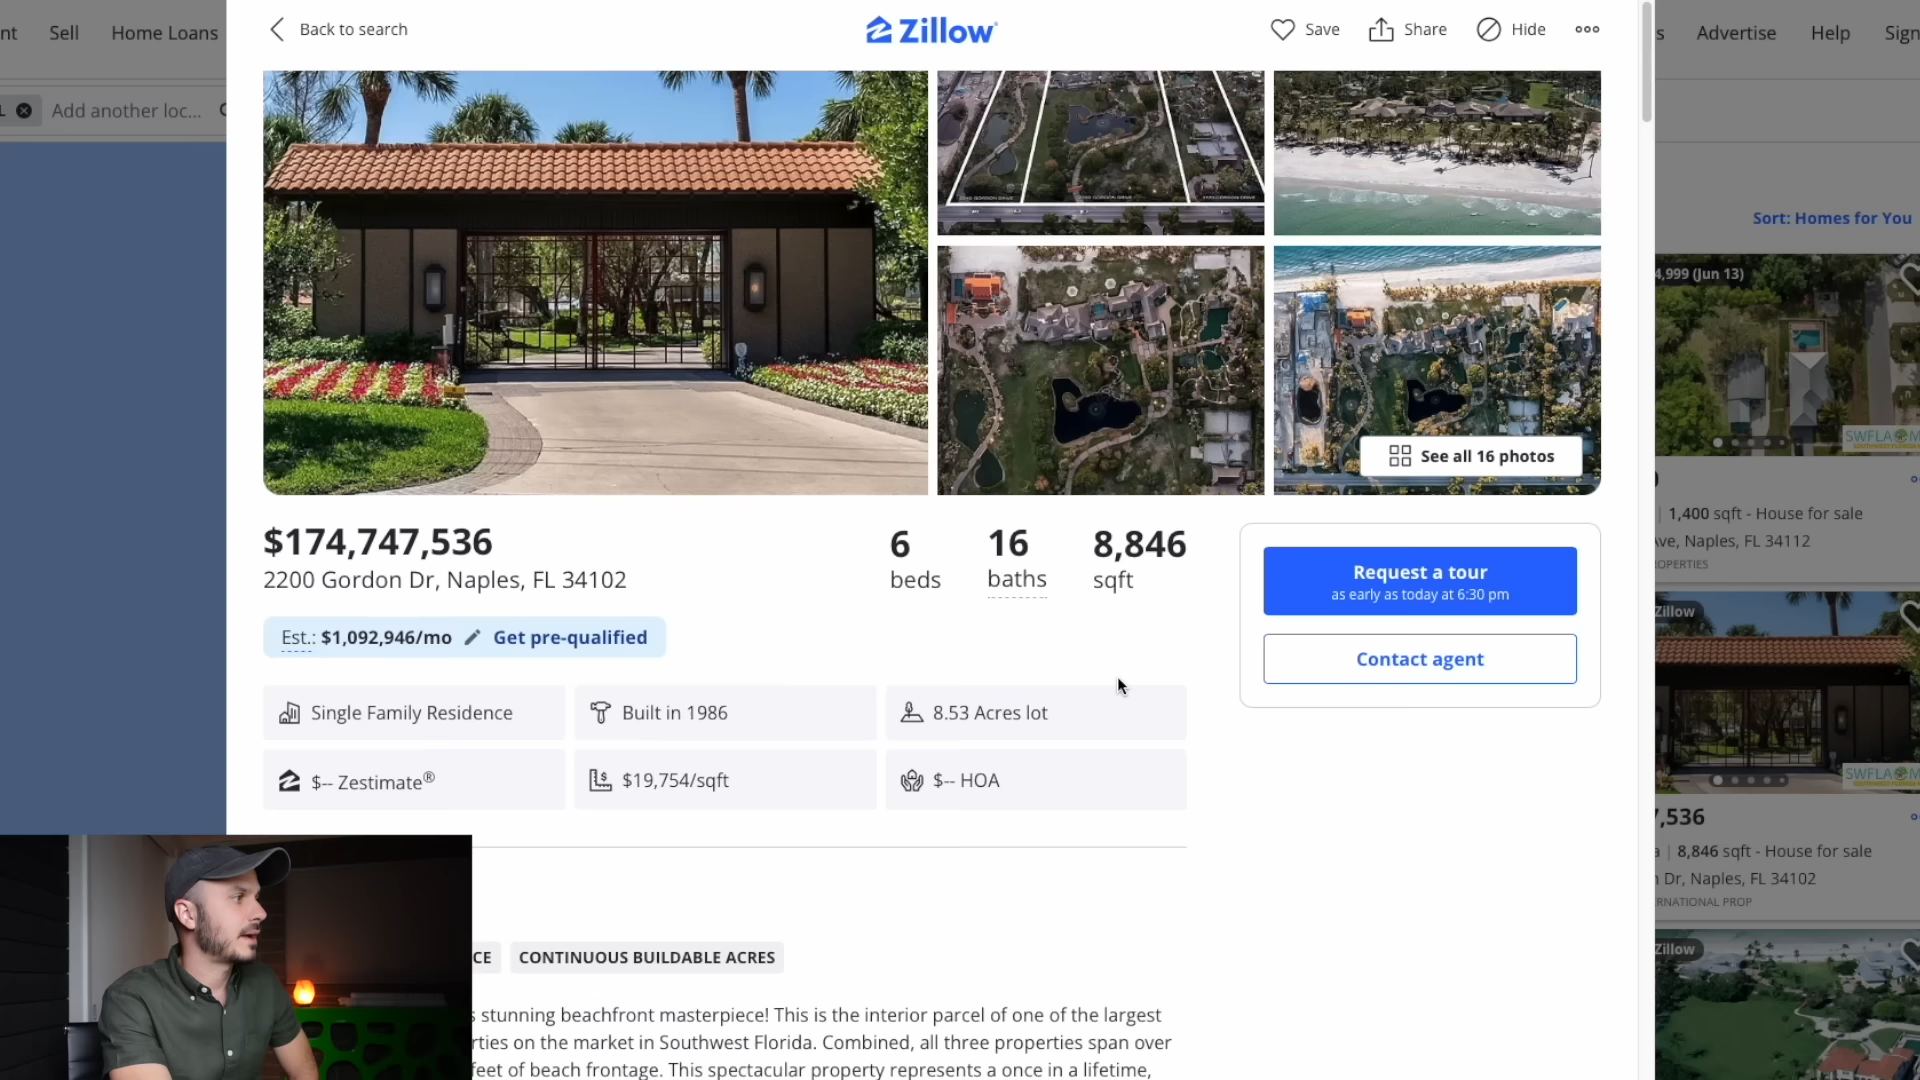 nt Sell Home Loans
Back to search
Zillow
Save Share Hide
Advertise Help Sign
L Add another loc...
See all 16 photos
Sort: Homes for You
4,999 (Jun 13)
SWFLA
1,400 sqft - House for sale
Ave, Naples, FL 34112
ROPERTIES
Zillow
SWFLA
7,536
8,846 sqft - House for sale
n Dr, Naples, FL 34102
RNATIONAL PROP
Zillow
$174,747,536
2200 Gordon Dr, Naples, FL 34102
6
beds
16
baths
8,846
sqft
Request a tour
as early as today at 6:30 pm
Contact agent
Est.: $1,092,946/mo Get pre-qualified
Single Family Residence
Built in 1986
8.53 Acres lot
$-- Zestimate®
$19,754/sqft
$-- HOA
CE CONTINUOUS BUILDABLE ACRES
s stunning beachfront masterpiece! This is the interior parcel of one of the largest
rties on the market in Southwest Florida. Combined, all three properties span over
feet of beach frontage. This spectacular property represents a once in a lifetime,